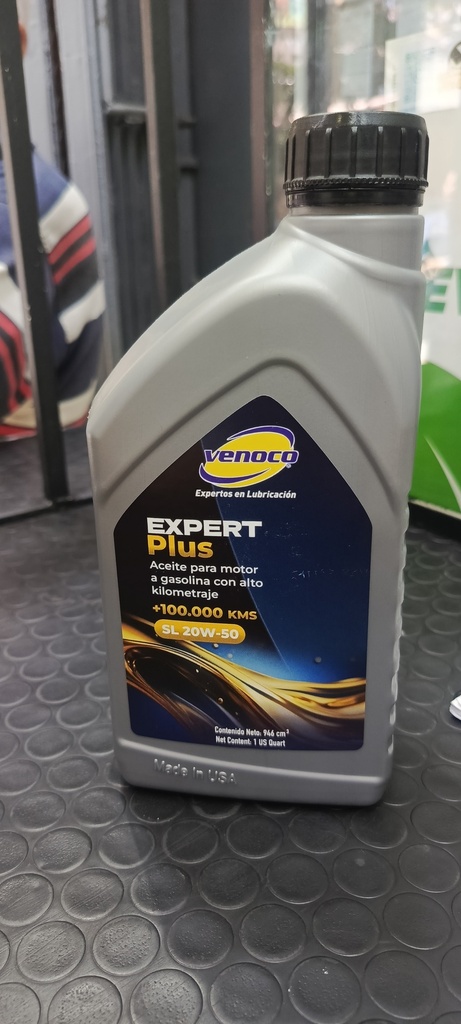 venoco
Expertos en Lubricación
EXPERT
Plus
Aceite para motor
a gasolina con alto
kilometraje
+100.000 KMS
SL 20W-50
Contenido Neto: 946 cm³
Net Content: 1 US Quart
Made in USA